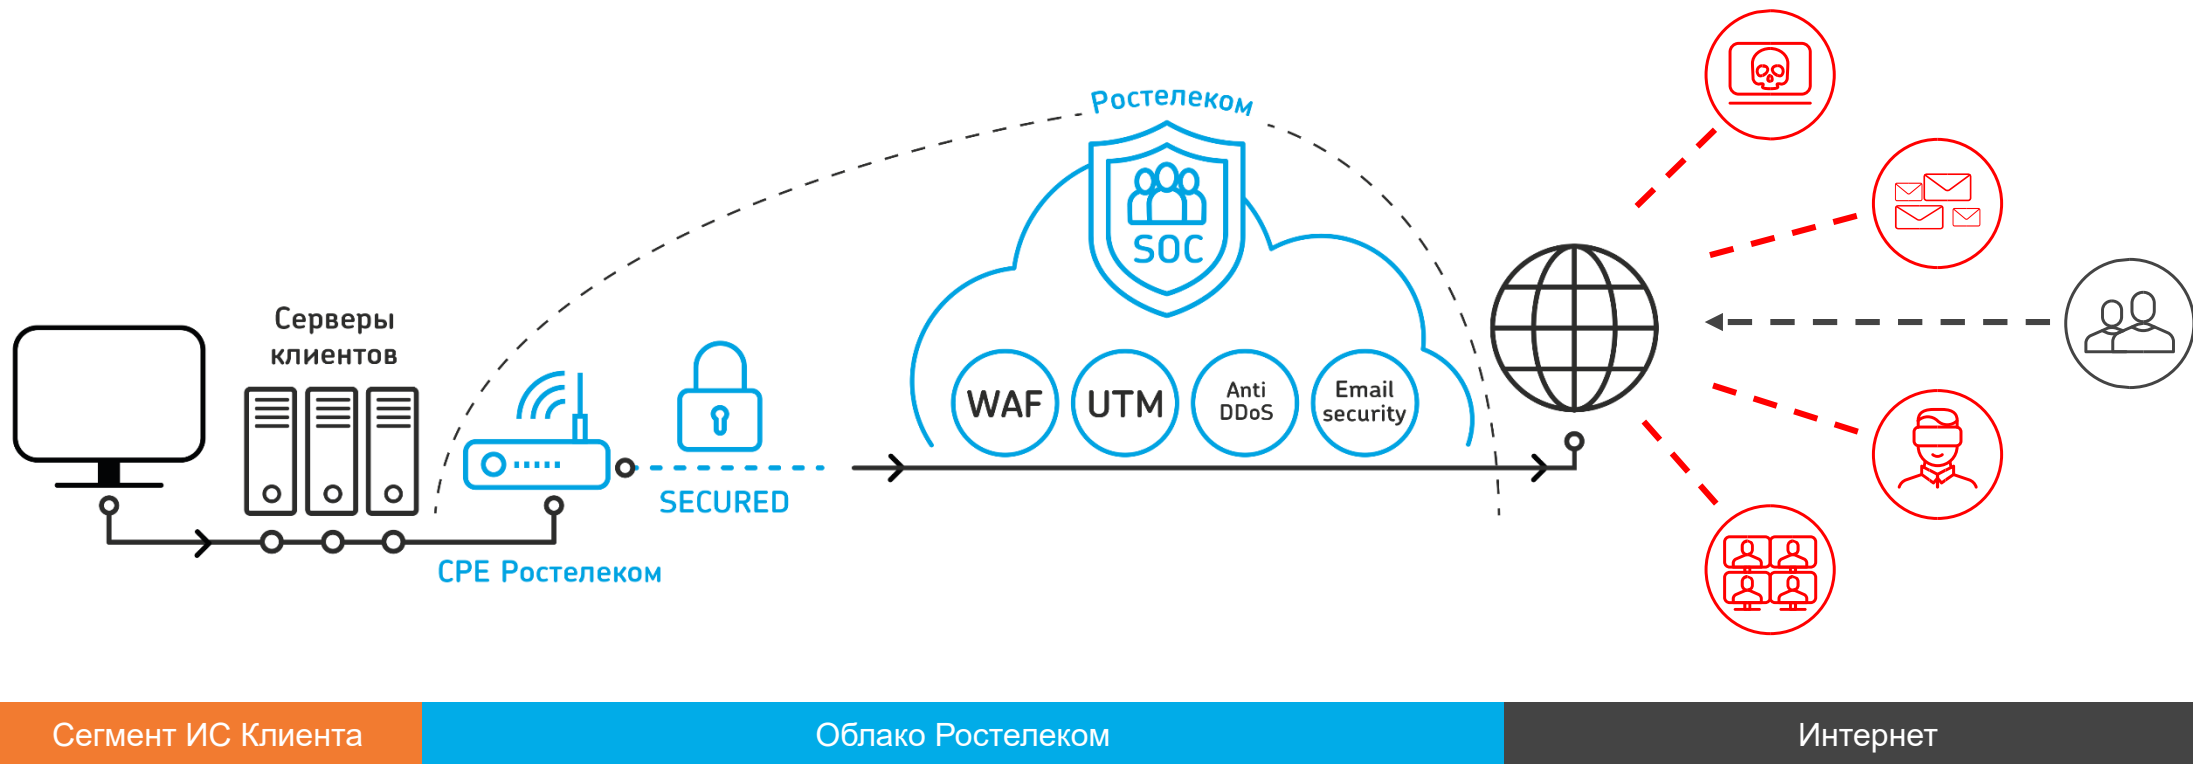 Ростелеком
SOC
Серверы
клиентов
WAF
UTM
Anti
DDoS
Email
security
SECURED
CPE Ростелеком
Сегмент ИС Клиента
Облако Ростелеком
Интернет